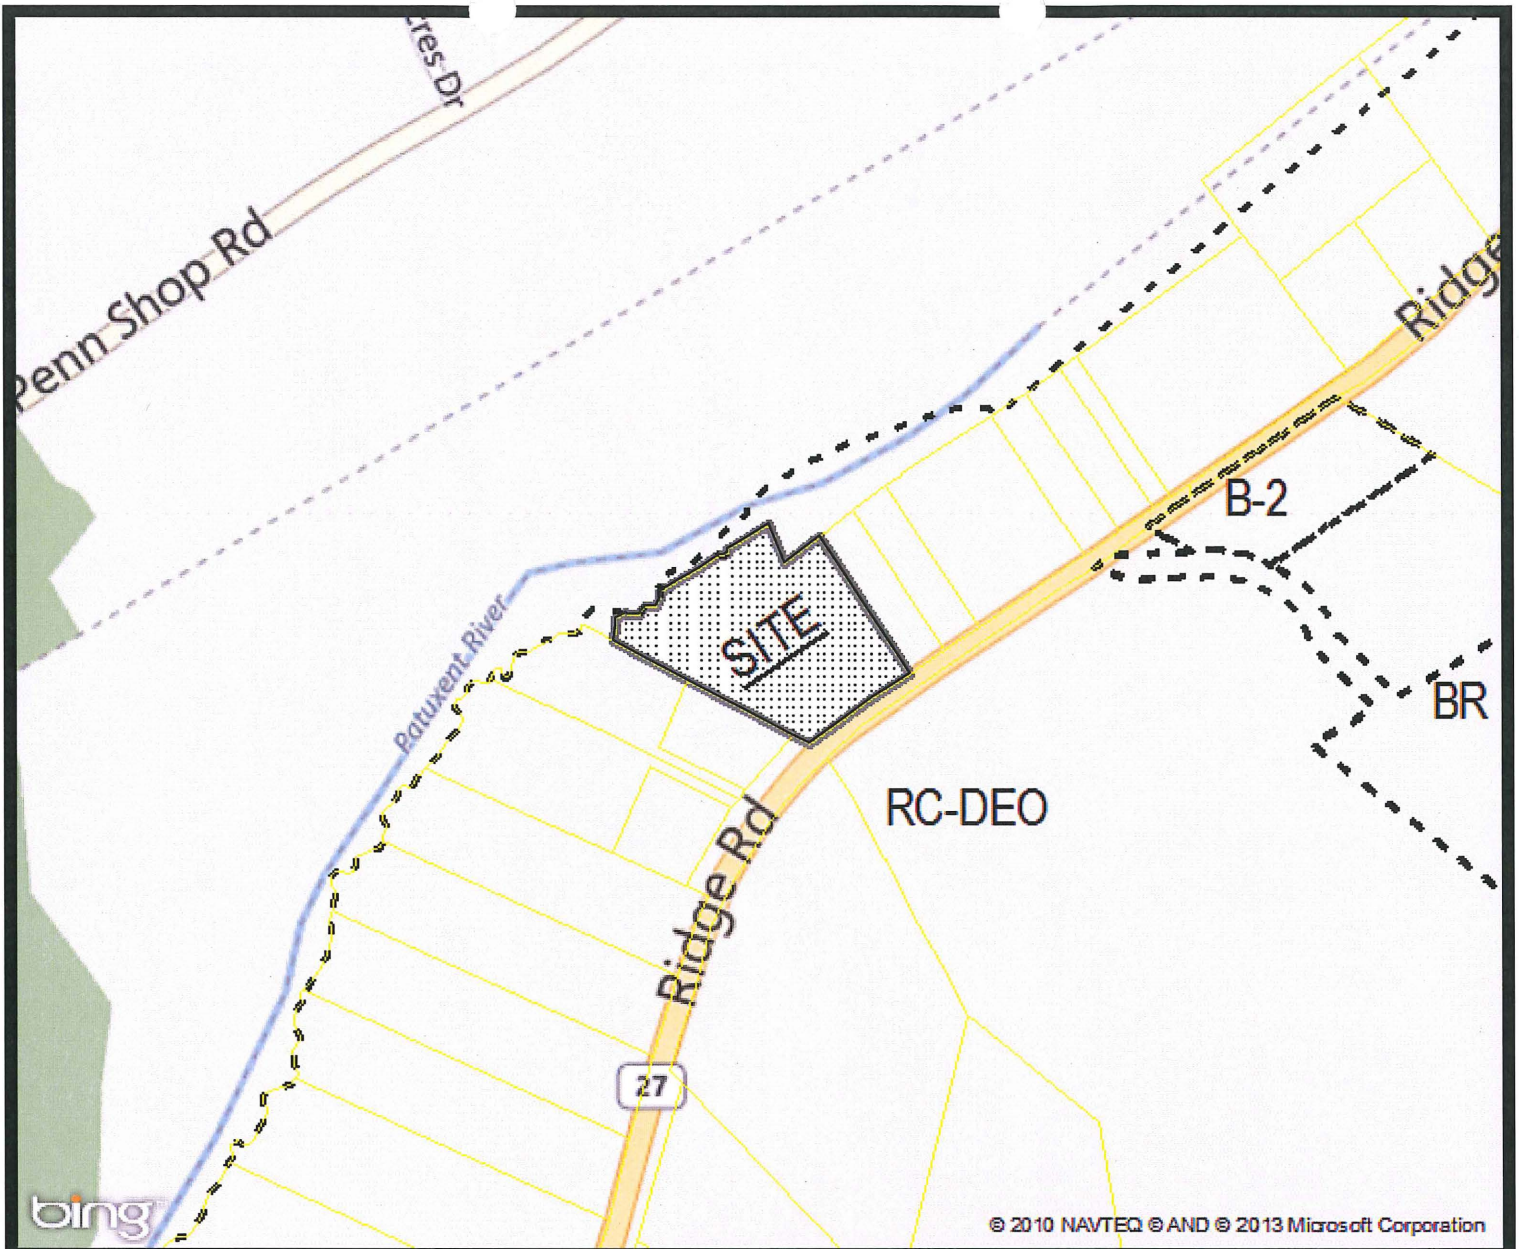 cres Dr
Penn Shop Rd
Ridge
B-2
SITE
Patuxent River
BR
RC-DEO
Ridge Rd
27
bing
© 2010 NAVTEQ © AND © 2013 Microsoft Corporation